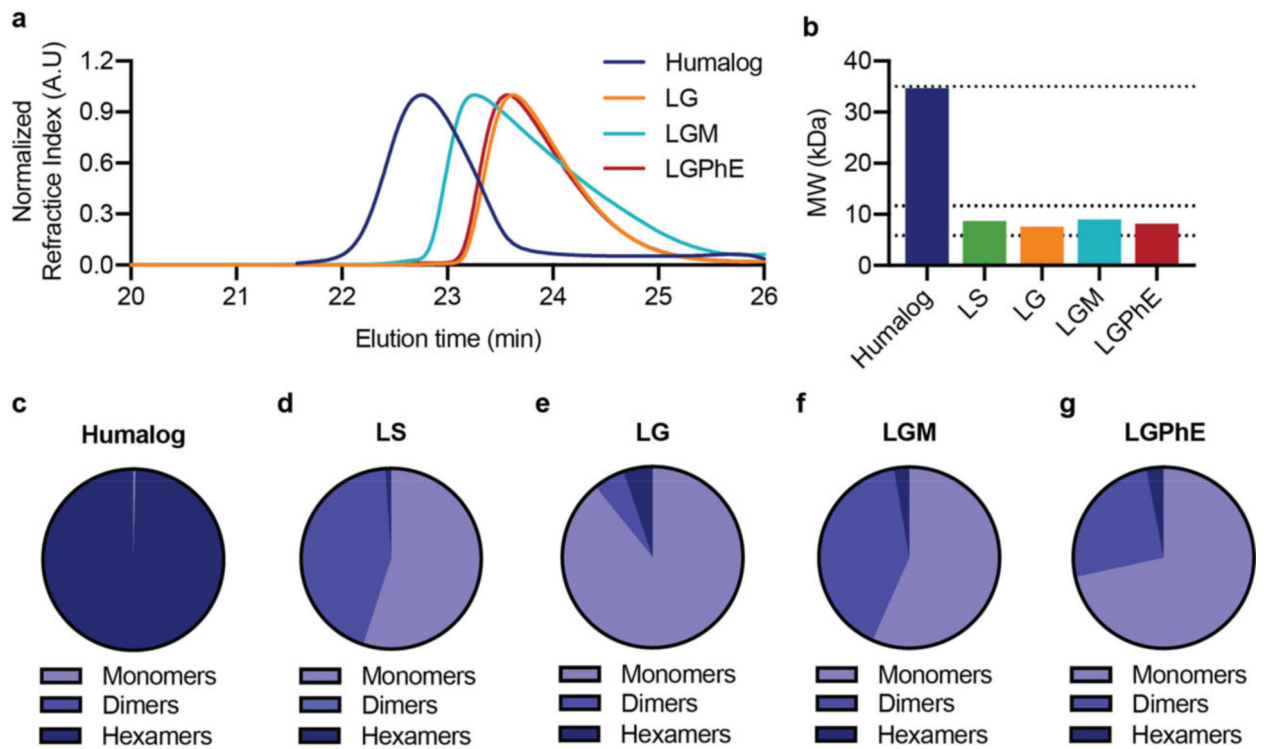 a
Normalized
Refractice Index (A.U)
1.2
0.9
0.6
0.3
0.0
20 21 22 23 24 25 26
Elution time (min)
Humalog
LG
LGM
LGPhE
b
MW (kDa)
40
30
20
10
0
Humalog
LS
LG
LGM
LGPhE
c
Humalog
Monomers
Dimers
Hexamers
d
LS
Monomers
Dimers
Hexamers
e
LG
Monomers
Dimers
Hexamers
f
LGM
Monomers
Dimers
Hexamers
g
LGPhE
Monomers
Dimers
Hexamers